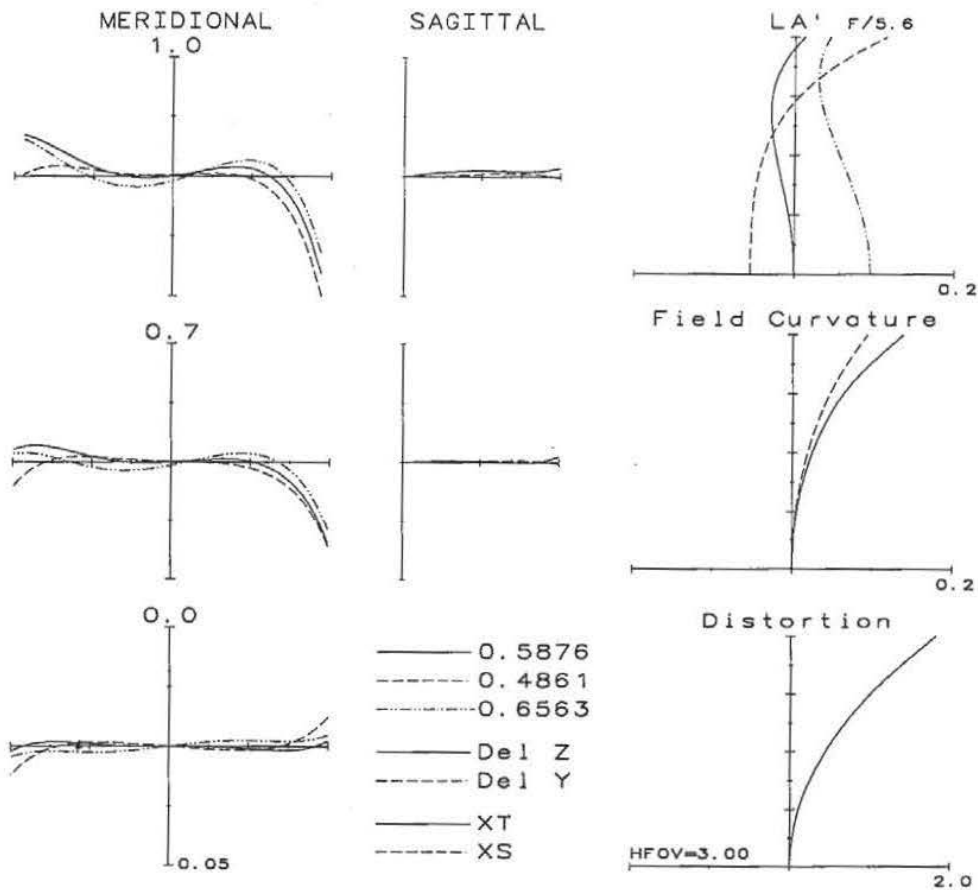 MERIDIONAL
SAGITTAL
LA' F/5.6
1.0
0.2
0.7
Field Curvature
0.2
0.0
Distortion
0.5876
0.4861
0.6563
Del Z
Del Y
XT
XS
0.05
HFOV=3.00
2.0